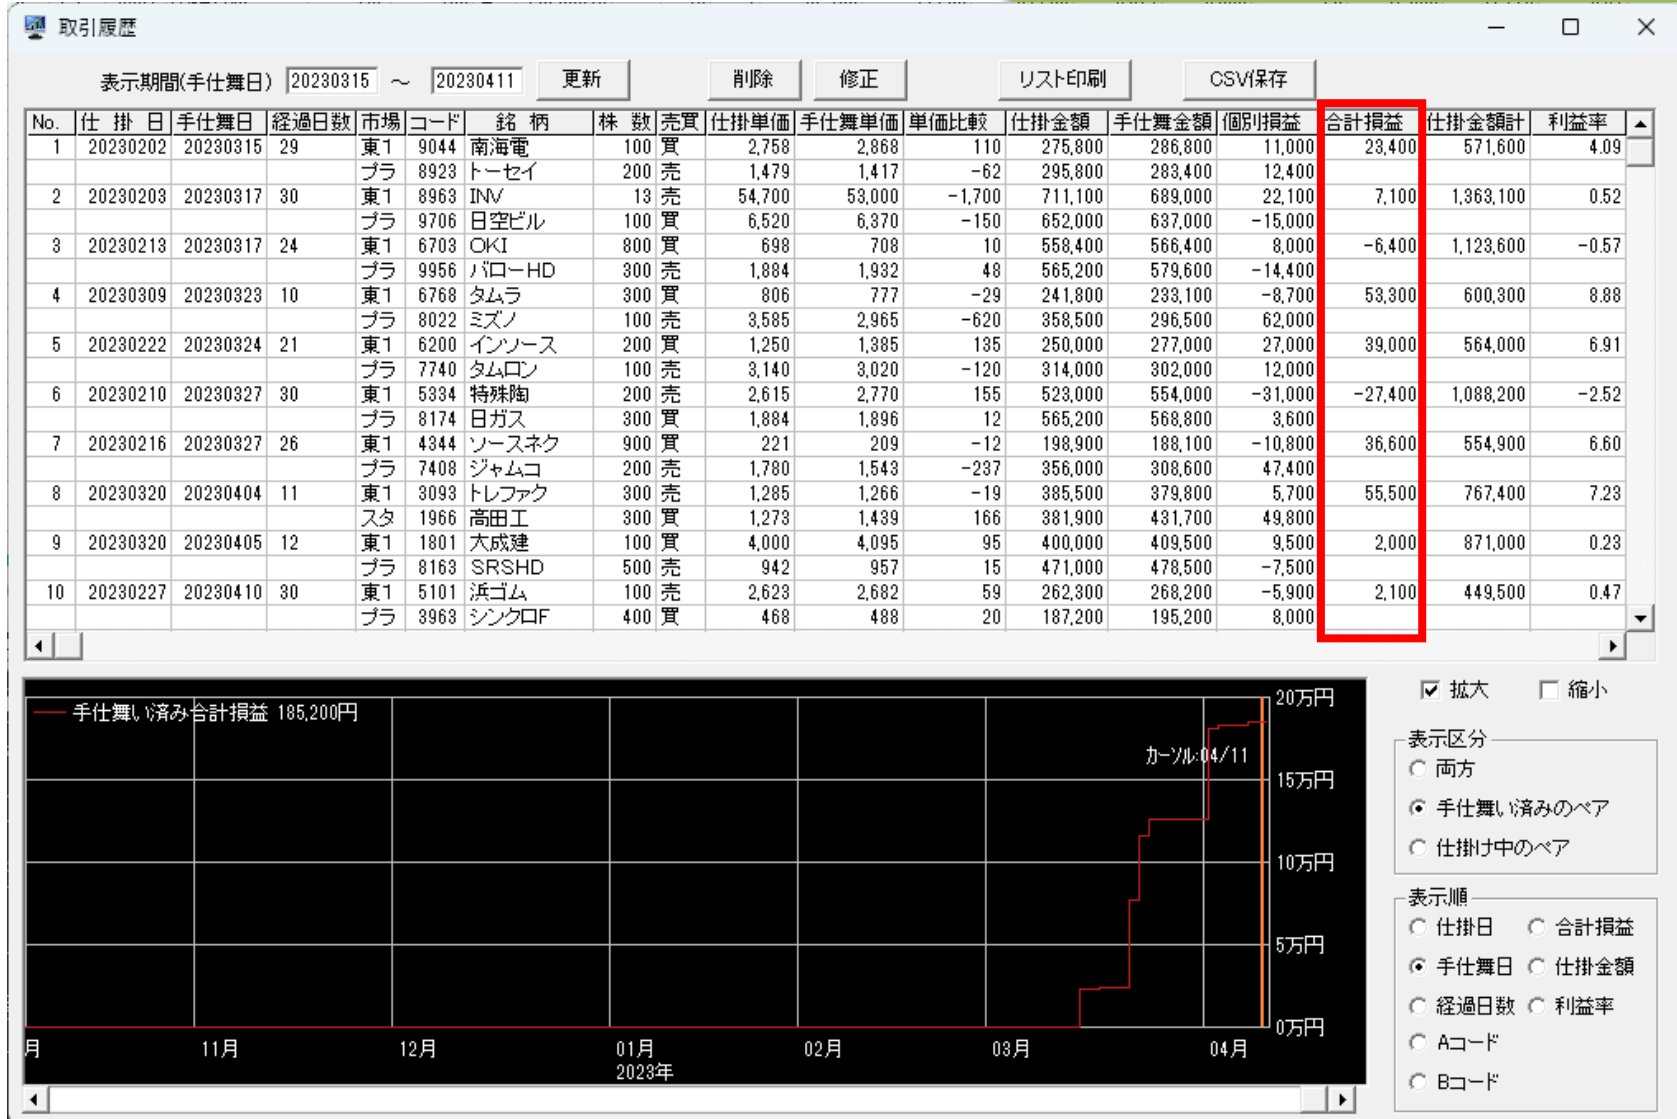 取引履歴
表示期間(手仕舞日) 20230315 ～ 20230411 更新 削除 修正 リスト印刷 CSV保存
No. 仕 掛 日 手仕舞日 経過日数 市場 コード 銘 柄 株 数 売買 仕掛単価 手仕舞単価 単価比較 仕掛金額 手仕舞金額 個別損益 合計損益 仕掛金額計 利益率
1 20230202 20230315 29 東1 9044 南海電 100 買 2,758 2,868 110 275,800 286,800 11,000 23,400 571,600 4.09
プラ 8923 トーセイ 200 売 1,479 1,417 -62 295,800 283,400 12,400
2 20230203 20230317 30 東1 8963 INV 13 売 54,700 53,000 -1,700 711,100 689,000 22,100 7,100 1,363,100 0.52
プラ 9706 日空ビル 100 買 6,520 6,370 -150 652,000 637,000 -15,000
3 20230213 20230317 24 東1 6703 OKI 800 買 698 708 10 558,400 566,400 8,000 -6,400 1,123,600 -0.57
プラ 9956 バローHD 300 売 1,884 1,932 48 565,200 579,600 -14,400
4 20230309 20230323 10 東1 6768 タムラ 300 買 806 777 -29 241,800 233,100 -8,700 53,300 600,300 8.88
プラ 8022 ミズノ 100 売 3,585 2,965 -620 358,500 296,500 62,000
5 20230222 20230324 21 東1 6200 インソース 200 買 1,250 1,385 135 250,000 277,000 27,000 39,000 564,000 6.91
プラ 7740 タムロン 100 売 3,140 3,020 -120 314,000 302,000 12,000
6 20230210 20230327 30 東1 5334 特殊陶 200 売 2,615 2,770 155 523,000 554,000 -31,000 -27,400 1,088,200 -2.52
プラ 8174 日ガス 300 買 1,884 1,896 12 565,200 568,800 3,600
7 20230216 20230327 26 東1 4344 ソースネク 900 買 221 209 -12 198,900 188,100 -10,800 36,600 554,900 6.60
プラ 7408 ジャムコ 200 売 1,780 1,543 -237 356,000 308,600 47,400
8 20230320 20230404 11 東1 3093 トレファク 300 売 1,285 1,266 -19 385,500 379,800 5,700 55,500 767,400 7.23
スタ 1966 高田工 300 買 1,273 1,439 166 381,900 431,700 49,800
9 20230320 20230405 12 東1 1801 大成建 100 買 4,000 4,095 95 400,000 409,500 9,500 2,000 871,000 0.23
プラ 8163 SRSHD 500 売 942 957 15 471,000 478,500 -7,500
10 20230227 20230410 30 東1 5101 浜ゴム 100 売 2,623 2,682 59 262,300 268,200 -5,900 2,100 449,500 0.47
プラ 3963 シンクロF 400 買 468 488 20 187,200 195,200 8,000
手仕舞い済み合計損益 185,200円
カーソル:04/11
20万円
15万円
10万円
5万円
0万円
月 11月 12月 01月 02月 03月 04月
2023年
拡大 縮小
表示区分
両方
手仕舞い済みのペア
仕掛け中のペア
表示順
仕掛日 合計損益
手仕舞日 仕掛金額
経過日数 利益率
Aコード
Bコード